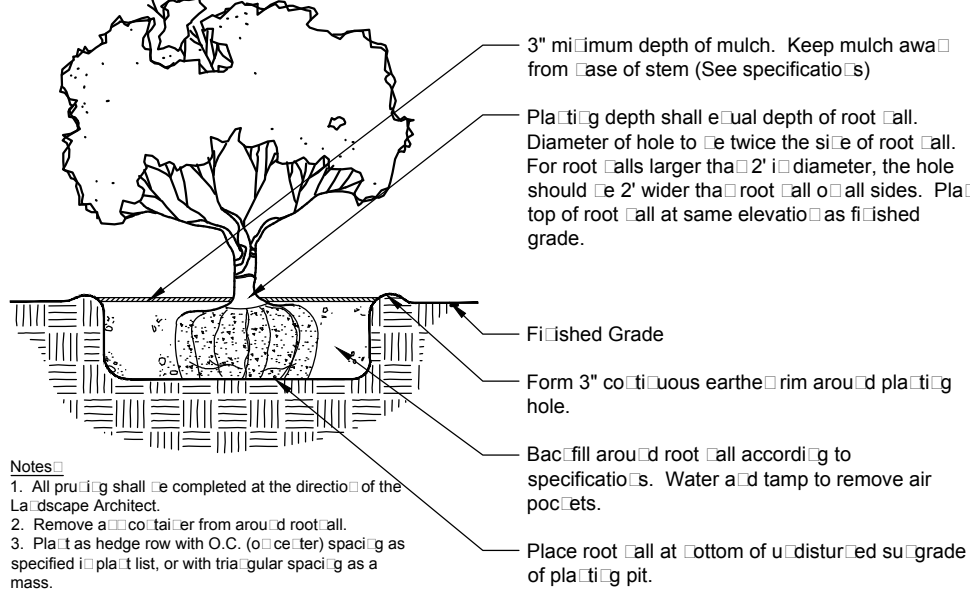 3" mi□imum depth of mulch. Keep mulch awa□
from □ase of stem (See specificatio□s)
Pla□ti□g depth shall e□ual depth of root □all.
Diameter of hole to □e twice the si□e of root □all.
For root □alls larger tha□ 2' i□ diameter, the hole
should □e 2' wider tha□ root □all o□ all sides. Pla□
top of root □all at same elevatio□ as fi□ished
grade.
Fi□ished Grade
Form 3" co□ti□uous earthe□ rim arou□d pla□ti□g
hole.
Bac□fill arou□d root □all accordi□g to
specificatio□s. Water a□d tamp to remove air
poc□ets.
Place root □all at □ottom of u□distur□ed su□grade
of pla□ti□g pit.
Notes□
1. All pru□i□g shall □e completed at the directio□ of the
La□dscape Architect.
2. Remove a□□ co□tai□er from arou□d root□all.
3. Pla□t as hedge row with O.C. (o□ ce□ter) spaci□g as
specified i□ pla□t list, or with tria□gular spaci□g as a
mass.